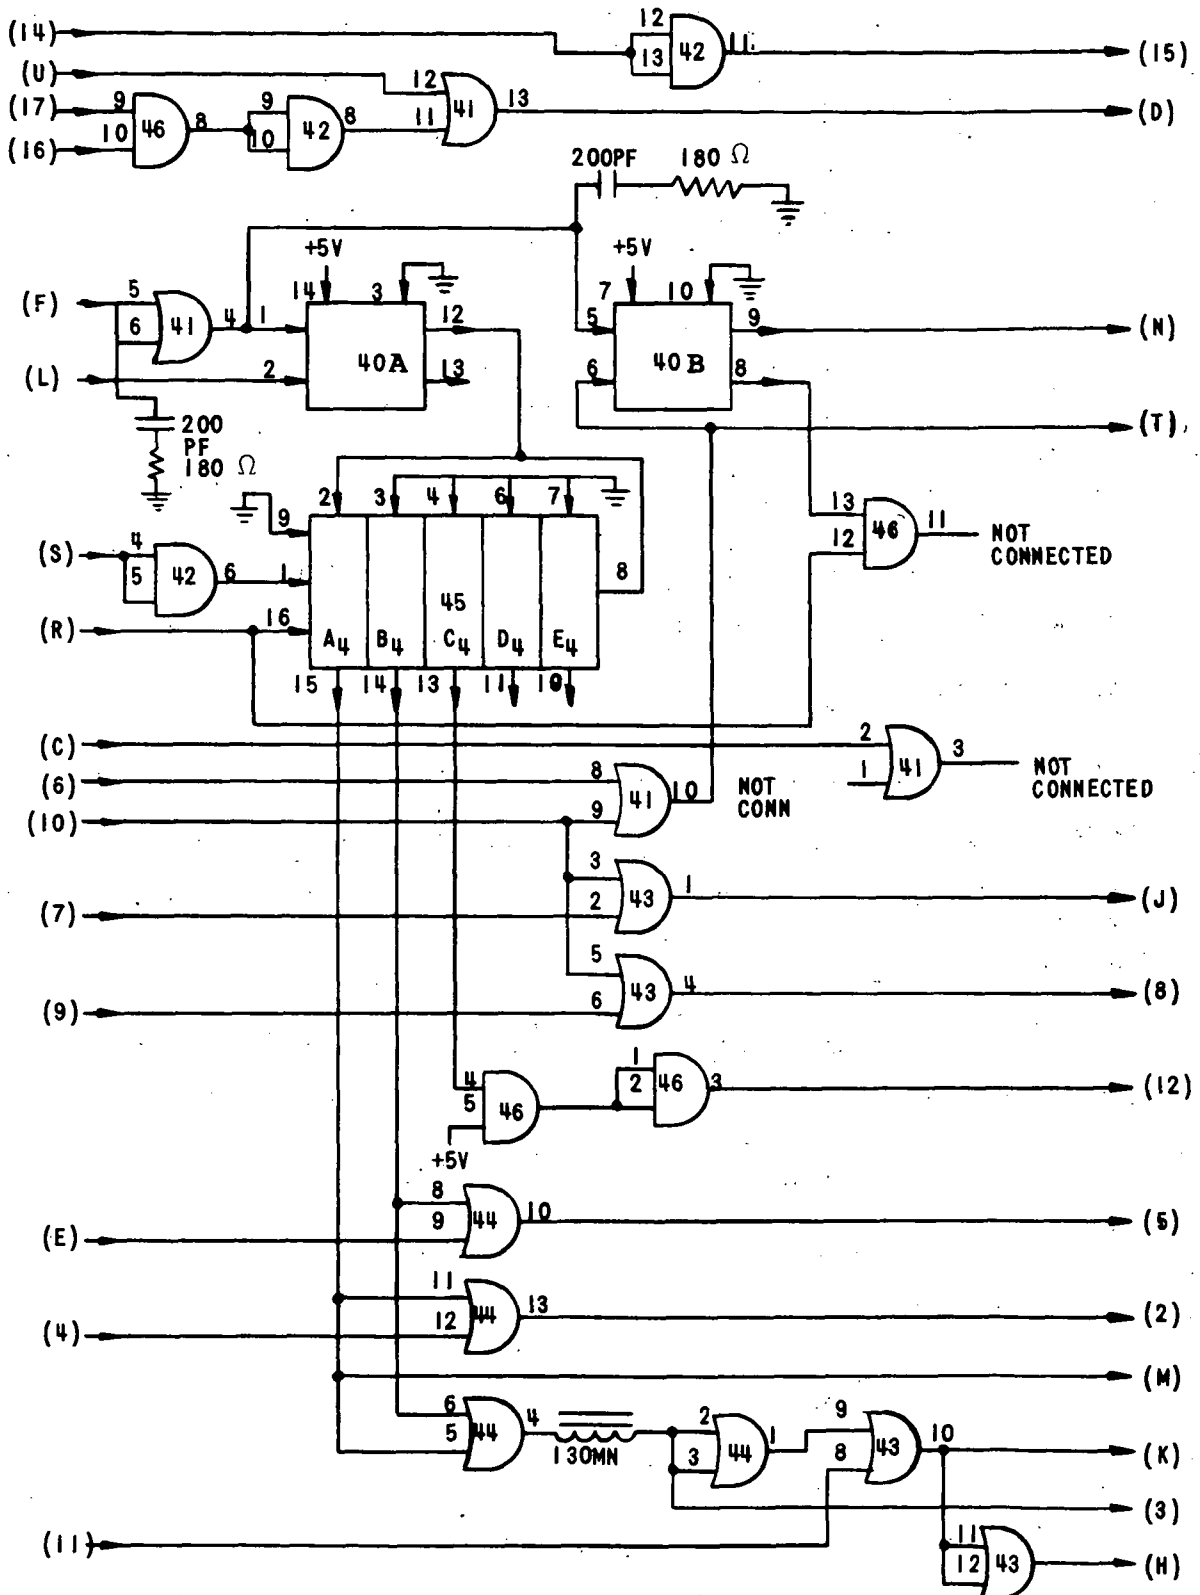 (14) 12 13 42 11 (15)
(U) 12 11 41 13 (D)
(17) 9 46 8 9 42 8
(16) 10 10
200PF 180 Ω
+5V +5V
(F) 5 6 41 4 1 14 3 12 7 10 5 9 (N)
40A 40B
(L) 2 13 6 8
(T)
200
PF
180 Ω
2 3 4 6 7
9
13 46 11 NOT
CONNECTED
12
(S) 4 5 42 6 1 8
45
(R) 16 A4 B4 C4 D4 E4
15 14 13 11 10
(C) 2 1 41 3 NOT
CONNECTED
(6) 8 41 10 NOT
CONN
(10) 9
3 43 1 (J)
(7) 2
5 43 4 (8)
(9) 6
4 5 46 1 2 46 3 (12)
+5V
8 44 10 (5)
(E) 9
11 44 13 (2)
(4) 12
(M)
6 5 44 4 130MN 2 3 44 1 9 8 43 10 (K)
(3)
(11) 11 12 43 (H)